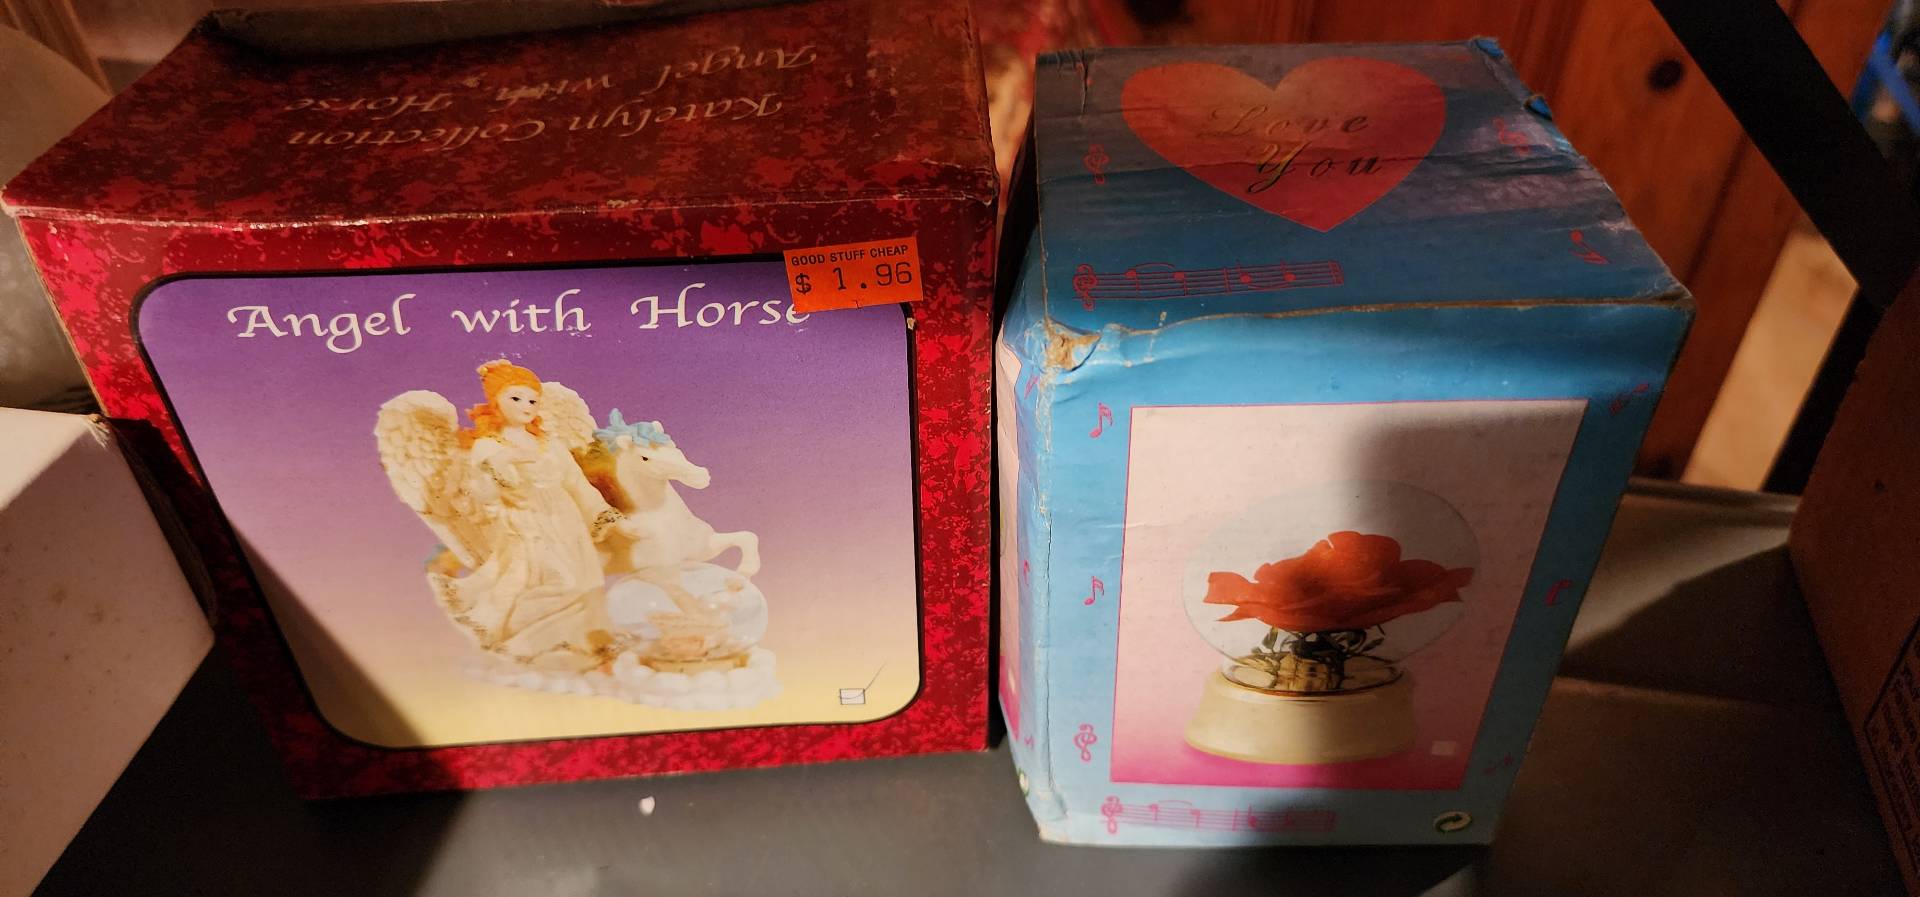 Katelyn Collection
Angel with Horse
GOOD STUFF CHEAP
$ 1.96
Angel with Horse
Love
You